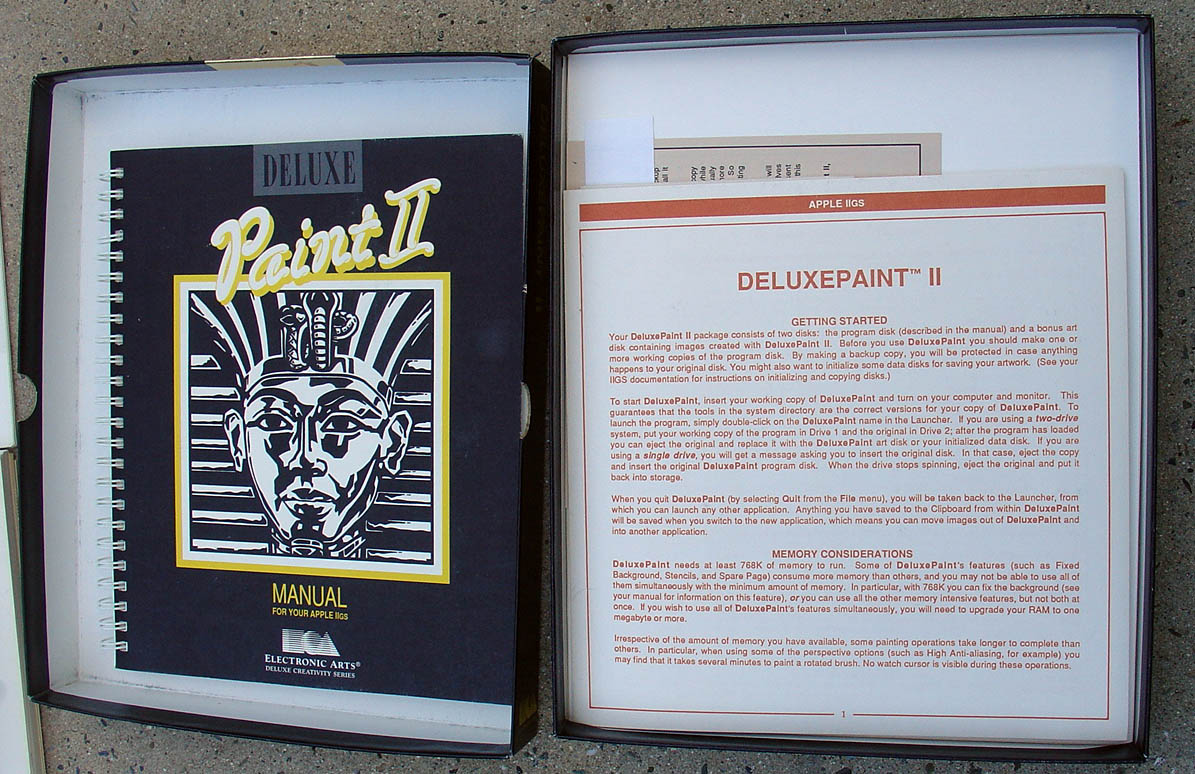 DELUXE
Paint II
MANUAL
FOR YOUR APPLE IIGS
ELECTRONIC ARTS®
DELUXE CREATIVITY SERIES
APPLE IIGS
DELUXEPAINT™ II
GETTING STARTED
Your DeluxPaint II package consists of two disks: the program disk (described in the manual) and a bonus art
disk containing images created with DeluxePaint II. Before you use DeluxePaint you should make one or
more working copies of the program disk. By making a backup copy, you will be protected in case anything
happens to your original disk. You might also want to initialize some data disks for saving your artwork. (See your
IIGS documentation for instructions on initializing and copying disks.)
To start DeluxePaint, insert your working copy of DeluxePaint and turn on your computer and monitor. This
guarantees that the tools in the system directory are the correct versions for your copy of DeluxePaint. To
launch the program, simply double-click on the DeluxePaint name in the Launcher. If you are using a two-drive
system, put your working copy of the program in Drive 1 and the original in Drive 2; after the program has loaded
you can eject the original and replace it with the DeluxePaint art disk or your initialized data disk. If you are
using a single drive, you will get a message asking you to insert the original disk. In that case, eject the copy
and insert the original DeluxePaint program disk. When the drive stops spinning, eject the original and put it
back into storage.
When you quit DeluxePaint (by selecting Quit from the File menu), you will be taken back to the Launcher, from
which you can launch any other application. Anything you have saved to the Clipboard from within DeluxePaint
will be saved when you switch to the new application, which means you can move images out of DeluxePaint and
into another application.
MEMORY CONSIDERATIONS
DeluxePaint needs at least 768K of memory to run. Some of DeluxePaint's features (such as Fixed
Background, Stencils, and Spare Page) consume more memory than others, and you may not be able to use all of
them simultaneously with the minimum amount of memory. In particular, with 768K you can fix the background (see
your manual for information on this feature), or you can use all the other memory intensive features, but not both at
once. If you wish to use all of DeluxePaint's features simultaneously, you will need to upgrade your RAM to one
megabyte or more.
Irrespective of the amount of memory you have available, some painting operations take longer to complete than
others. In particular, when using some of the perspective options (such as High Anti-aliasing, for example) you
may find that it takes several minutes to paint a rotated brush. No watch cursor is visible during these operations.
1